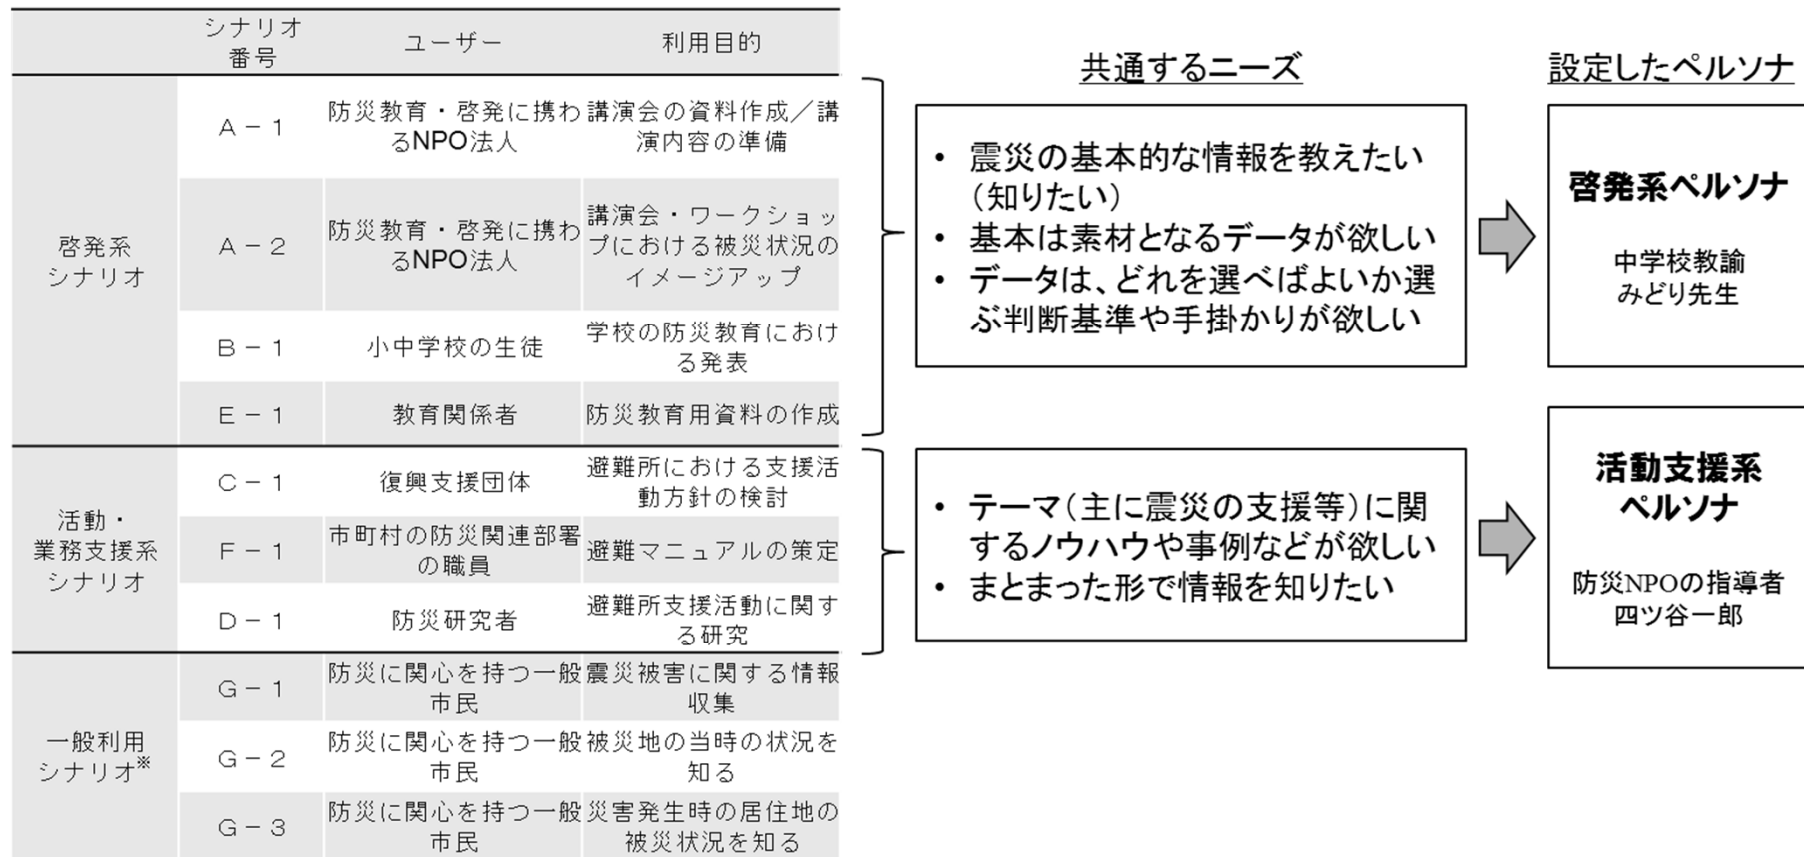 シナリオ
番号
ユーザー
利用目的
啓発系
シナリオ
A－1
防災教育・啓発に携わ
るNPO法人
講演会の資料作成／講
演内容の準備
A－2
防災教育・啓発に携わ
るNPO法人
講演会・ワークショッ
プにおける被災状況の
イメージアップ
B－1
小中学校の生徒
学校の防災教育におけ
る発表
E－1
教育関係者
防災教育用資料の作成
活動・
業務支援系
シナリオ
C－1
復興支援団体
避難所における支援活
動方針の検討
F－1
市町村の防災関連部署
の職員
避難マニュアルの策定
D－1
防災研究者
避難所支援活動に関す
る研究
一般利用
シナリオ※
G－1
防災に関心を持つ一般
市民
震災被害に関する情報
収集
G－2
防災に関心を持つ一般
市民
被災地の当時の状況を
知る
G－3
防災に関心を持つ一般
市民
災害発生時の居住地の
被災状況を知る
共通するニーズ
• 震災の基本的な情報を教えたい
（知りたい）
• 基本は素材となるデータが欲しい
• データは、どれを選べばよいか選
ぶ判断基準や手掛かりが欲しい
• テーマ（主に震災の支援等）に関
するノウハウや事例などが欲しい
• まとまった形で情報を知りたい
設定したペルソナ
啓発系ペルソナ
中学校教諭
みどり先生
活動支援系
ペルソナ
防災NPOの指導者
四ツ谷一郎